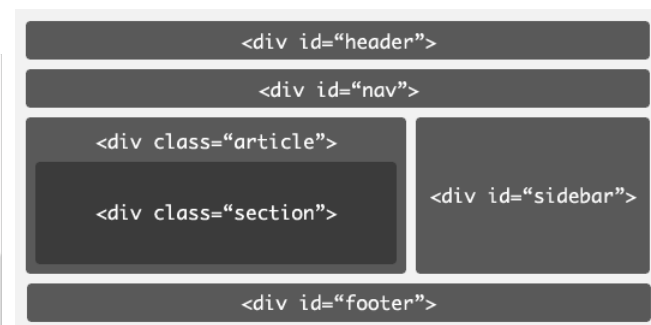 <div id=“header”>
<div id=“nav”>
<div class=“article”>
<div class=“section”>
<div id=“sidebar”>
<div id=“footer”>